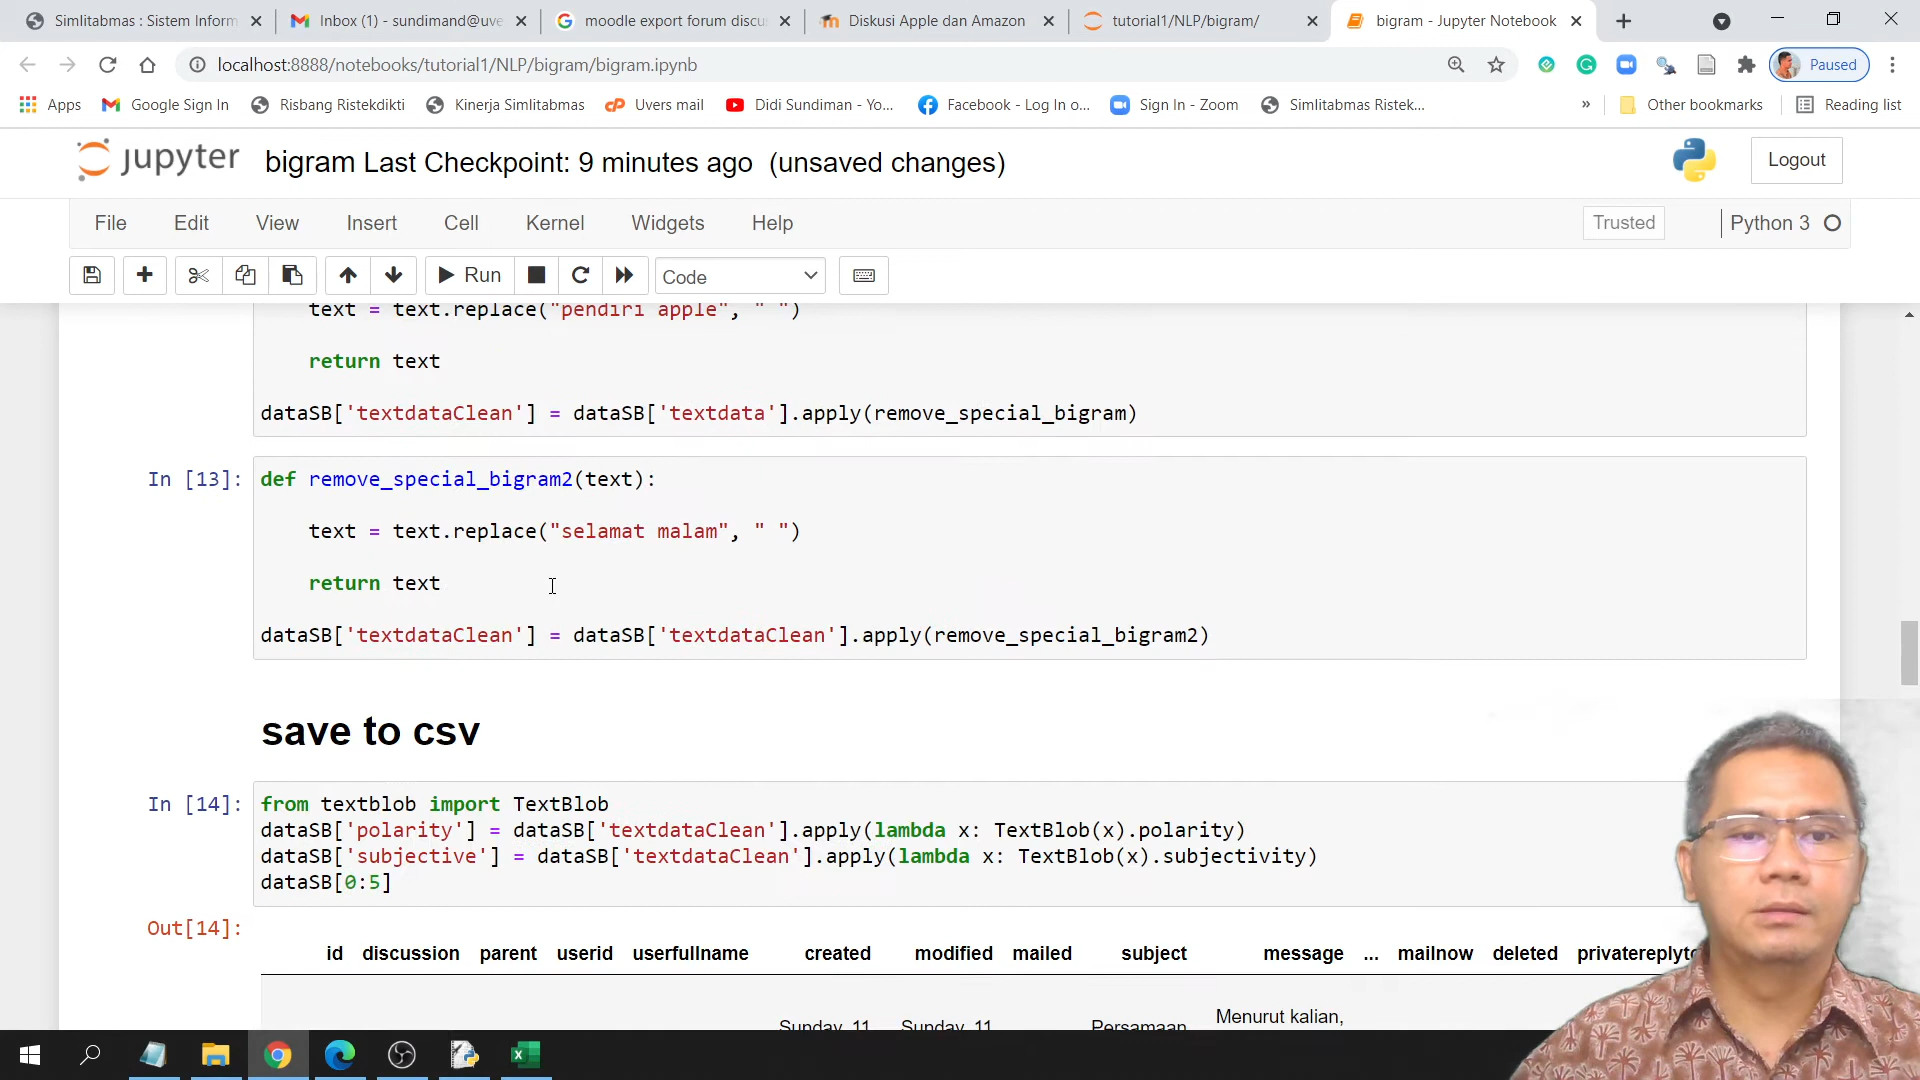 Simlitabmas : Sistem Inform
Inbox (1) - sundimand@uve
moodle export forum discu
Diskusi Apple dan Amazon
tutorial1/NLP/bigram/
bigram - Jupyter Notebook
localhost:8888/notebooks/tutorial1/NLP/bigram/bigram.ipynb
Paused
Apps
Google Sign In
Risbang Ristekdikti
Kinerja Simlitabmas
Uvers mail
Didi Sundiman - Yo...
Facebook - Log In o...
Sign In - Zoom
Simlitabmas Ristek...
»
Other bookmarks
Reading list
jupyter
bigram Last Checkpoint: 9 minutes ago (unsaved changes)
Logout
File Edit View Insert Cell Kernel Widgets Help
Trusted
Python 3
Run
Code
text = text.replace("pendiri apple", " ")
return text
dataSB['textdataClean'] = dataSB['textdata'].apply(remove_special_bigram)
In [13]: def remove_special_bigram2(text):
text = text.replace("selamat malam", " ")
return text
dataSB['textdataClean'] = dataSB['textdataClean'].apply(remove_special_bigram2)
save to csv
In [14]: from textblob import TextBlob
dataSB['polarity'] = dataSB['textdataClean'].apply(lambda x: TextBlob(x).polarity)
dataSB['subjective'] = dataSB['textdataClean'].apply(lambda x: TextBlob(x).subjectivity)
dataSB[0:5]
Out[14]:
id discussion parent userid userfullname created modified mailed subject message ... mailnow deleted privatereplyto
Sunday, 11 Sunday, 11 Persamaan Menurut kalian,